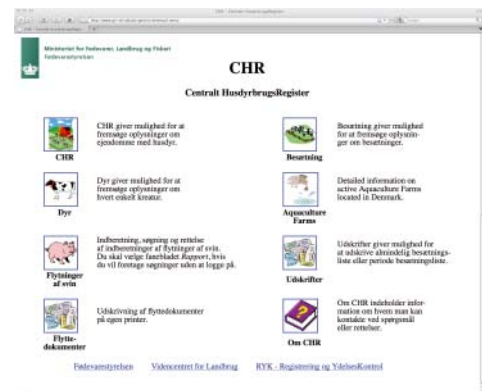 Ministeriet for Fødevarer, Landbrug og Fiskeri
Fødevarestyrelsen
CHR
Centralt HusdyrbrugsRegister
CHR giver mulighed for at
fremsøge oplysninger om
ejendomme med husdyr.
CHR
Besætning giver mulighed
for at fremsøge oplysnin-
ger om besætninger.
Besætning
Dyr giver mulighed for at
fremsøge oplysninger om
hvert enkelt kreatur.
Dyr
Detailed information on
active Aquaculture Farms
located in Denmark.
Aquaculture
Farms
Indberetning, søgning og rettelse
af indberetninger af flytninger af svin.
Du skal vælge fanebladet Rapport, hvis
du vil foretage søgninger uden at logge på.
Flytninger
af svin
Udskrifter giver mulighed for
at udskrive almindelig besætnings-
liste eller periode besætningsliste.
Udskrifter
Udskrivning af flyttedokumenter
på egen printer.
Flytte-
dokumenter
Om CHR indeholder infor-
mation om hvem man kan
kontakte ved spørgsmål
eller rettelser.
Om CHR
Fødevarestyrelsen Videncentret for Landbrug RYK - Registrering og YdelsesKontrol